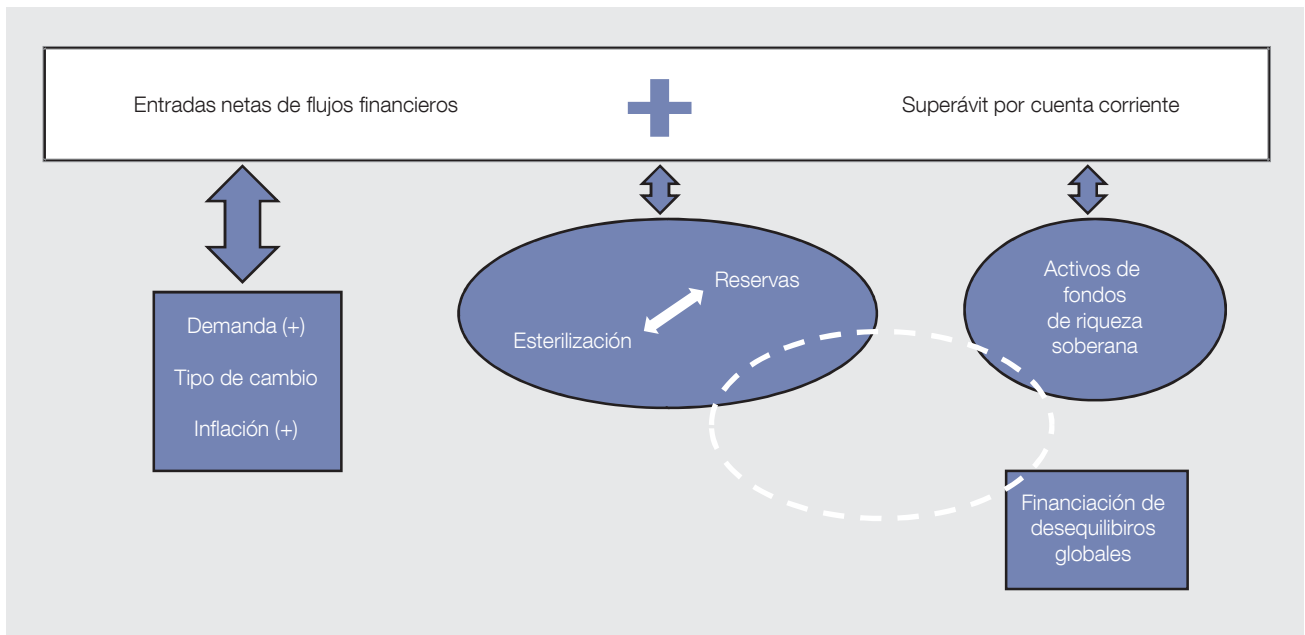 Entradas netas de flujos financieros
Superávit por cuenta corriente
Demanda (+)
Tipo de cambio
Inflación (+)
Reservas
Esterilización
Activos de
fondos
de riqueza
soberana
Financiación de
desequilibiros
globales